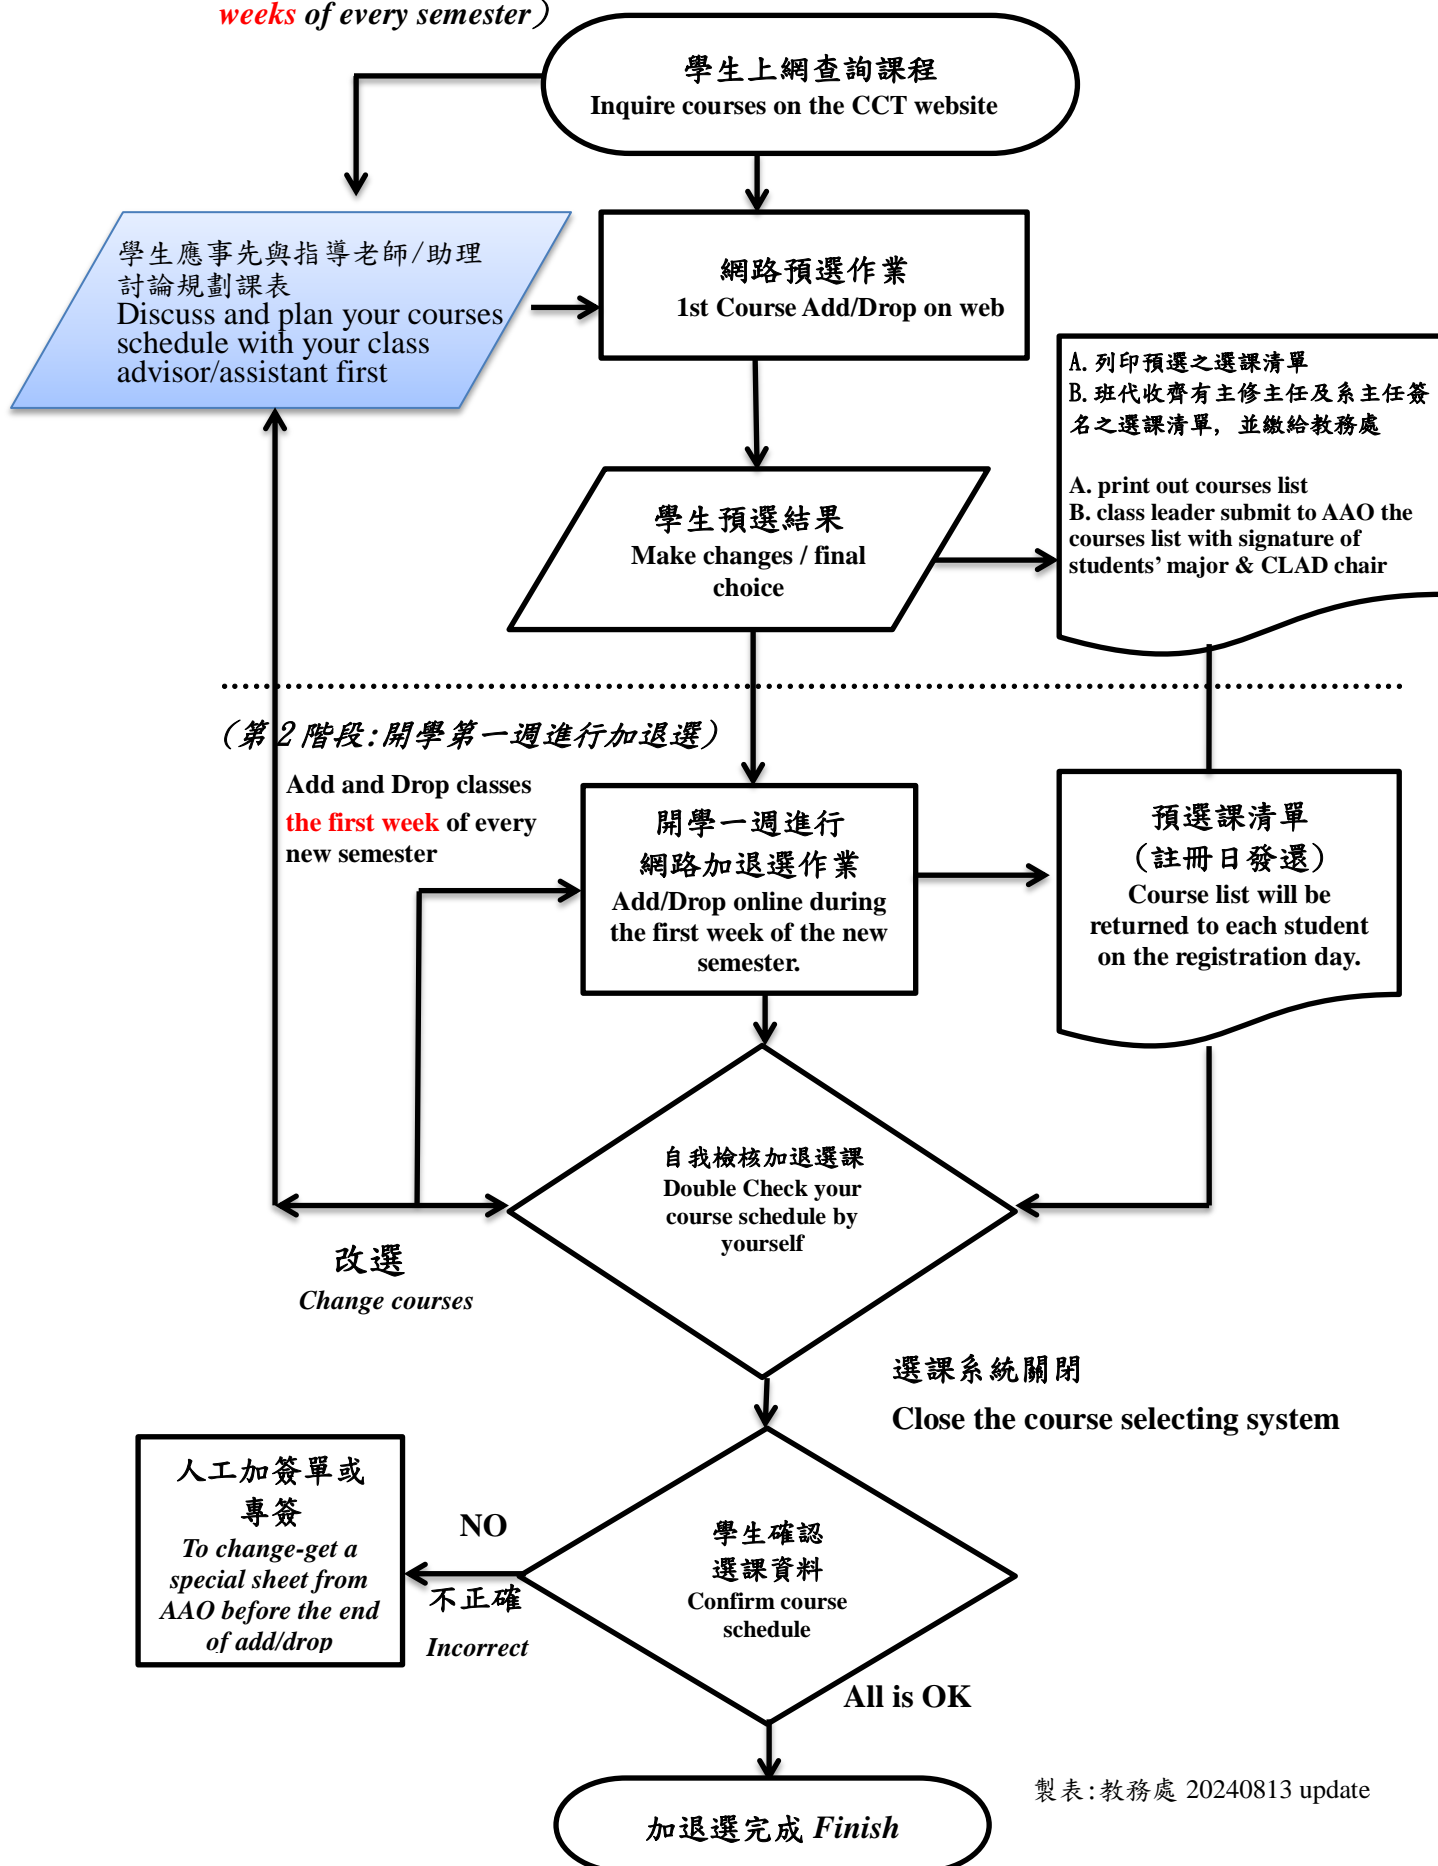 weeks of every semester）
學生上網查詢課程
Inquire courses on the CCT website
學生應事先與指導老師/助理
討論規劃課表
Discuss and plan your courses
schedule with your class
advisor/assistant first
網路預選作業
1st Course Add/Drop on web
A.列印預選之選課清單
B.班代收齊有主修主任及系主任簽
名之選課清單, 並繳給教務處
A. print out courses list
B. class leader submit to AAO the
courses list with signature of
students’ major & CLAD chair
學生預選結果
Make changes / final
choice
(第2階段:開學第一週進行加退選)
Add and Drop classes
the first week of every
new semester
開學一週進行
網路加退選作業
Add/Drop online during
the first week of the new
semester.
預選課清單
(註冊日發還)
Course list will be
returned to each student
on the registration day.
自我檢核加退選課
Double Check your
course schedule by
yourself
改選
Change courses
選課系統關閉
Close the course selecting system
人工加簽單或
專簽
To change-get a
special sheet from
AAO before the end
of add/drop
NO
不正確
Incorrect
學生確認
選課資料
Confirm course
schedule
All is OK
製表:教務處 20240813 update
加退選完成 Finish